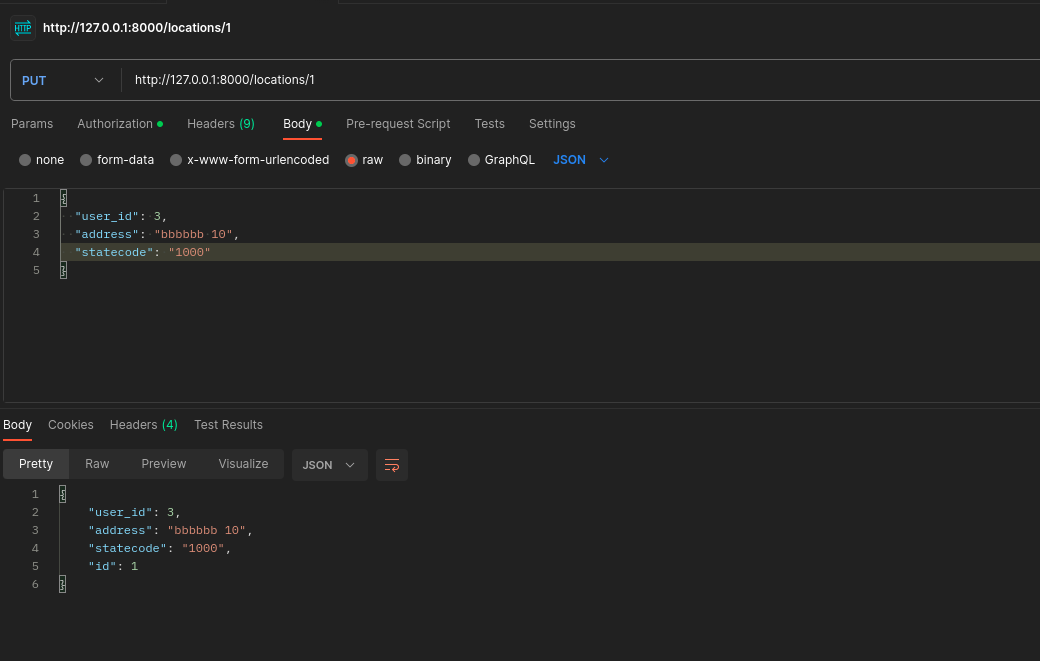 HTTP http://127.0.0.1:8000/locations/1
PUT http://127.0.0.1:8000/locations/1
Params Authorization Headers (9) Body Pre-request Script Tests Settings
none form-data x-www-form-urlencoded raw binary GraphQL JSON
1 {
2 "user_id": 3,
3 "address": "bbbbbb 10",
4 "statecode": "1000"
5 }
Body Cookies Headers (4) Test Results
Pretty Raw Preview Visualize JSON
1 {
2 "user_id": 3,
3 "address": "bbbbbb 10",
4 "statecode": "1000",
5 "id": 1
6 }